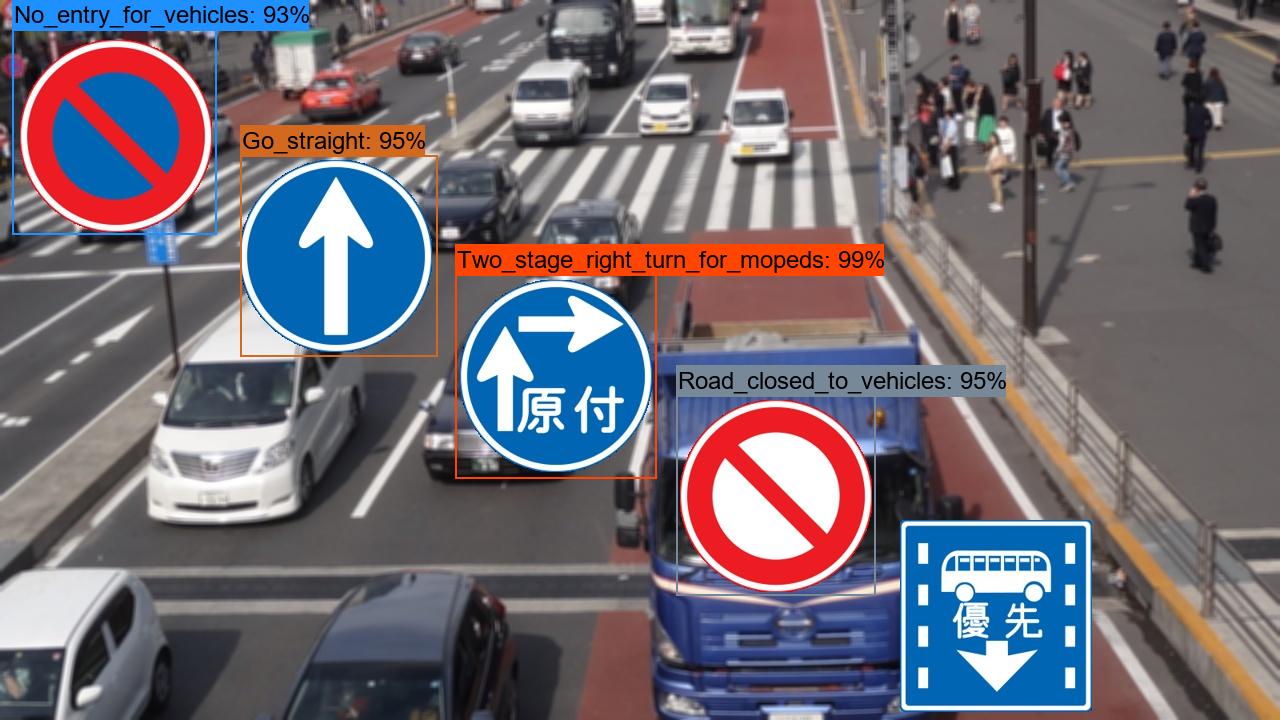 No_entry_for_vehicles: 93%
Go_straight: 95%
Two_stage_right_turn_for_mopeds: 99%
原付
Road_closed_to_vehicles: 95%
優先